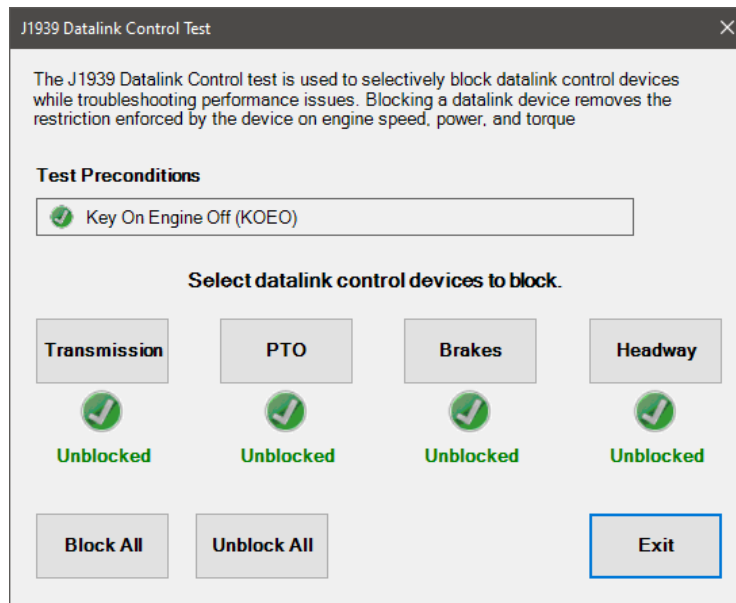 J1939 Datalink Control Test
The J1939 Datalink Control test is used to selectively block datalink control devices
while troubleshooting performance issues. Blocking a datalink device removes the
restriction enforced by the device on engine speed, power, and torque
Test Preconditions
Key On Engine Off (KOEO)
Select datalink control devices to block.
Transmission PTO Brakes Headway
Unblocked Unblocked Unblocked Unblocked
Block All Unblock All Exit